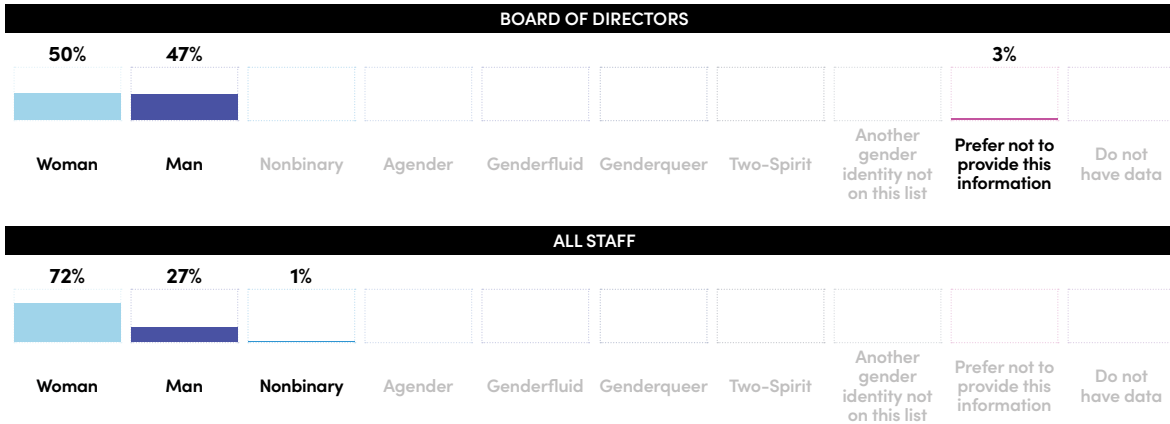 BOARD OF DIRECTORS
50% 47% 3%
Woman Man Nonbinary Agender Genderfluid Genderqueer Two-Spirit Another gender identity not on this list Prefer not to provide this information Do not have data
ALL STAFF
72% 27% 1%
Woman Man Nonbinary Agender Genderfluid Genderqueer Two-Spirit Another gender identity not on this list Prefer not to provide this information Do not have data